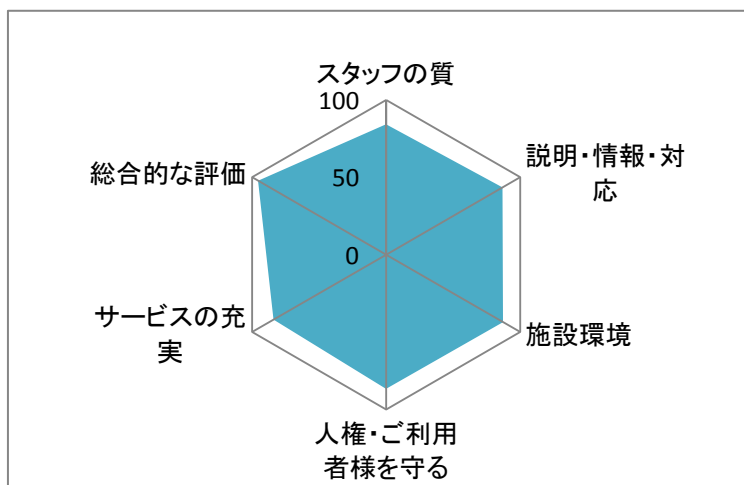 スタッフの質
100
説明・情報・対
応
総合的な評価
50
0
サービスの充
実
施設環境
人権・ご利用
者様を守る